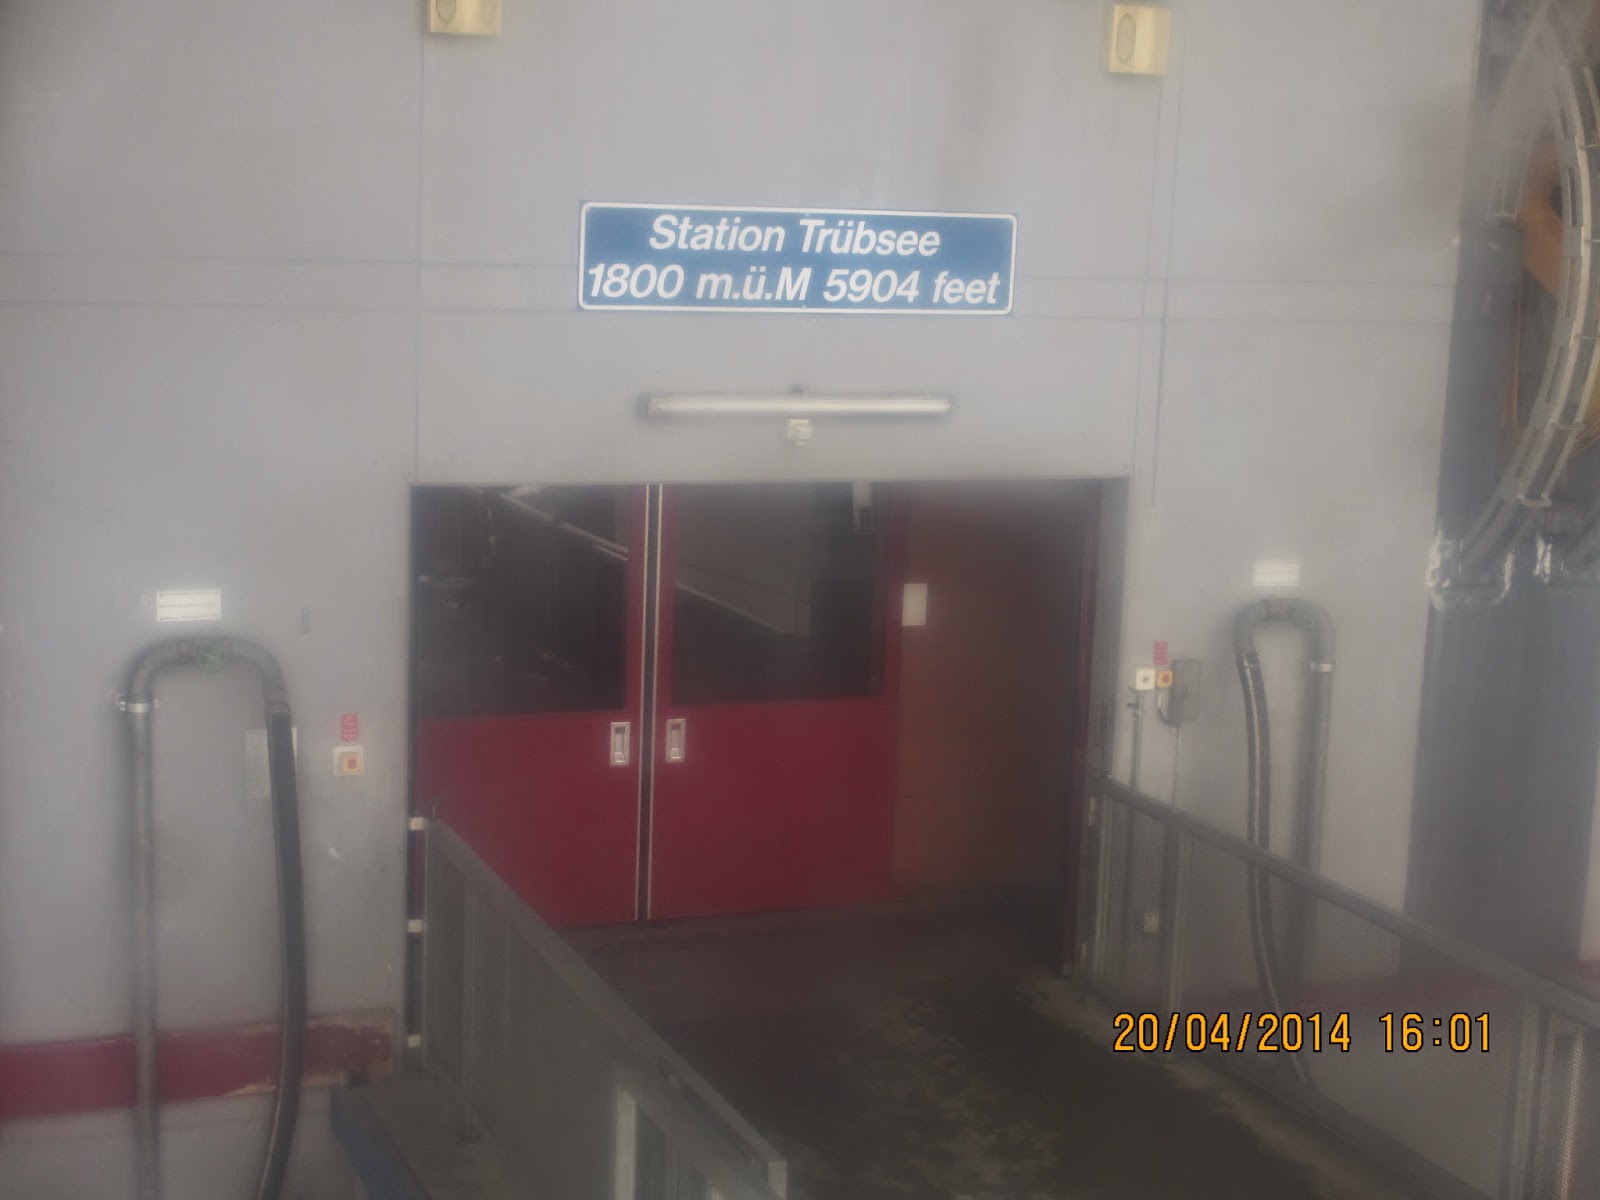 Station Trübsee
1800 m.ü.M 5904 feet
20/04/2014 16:01